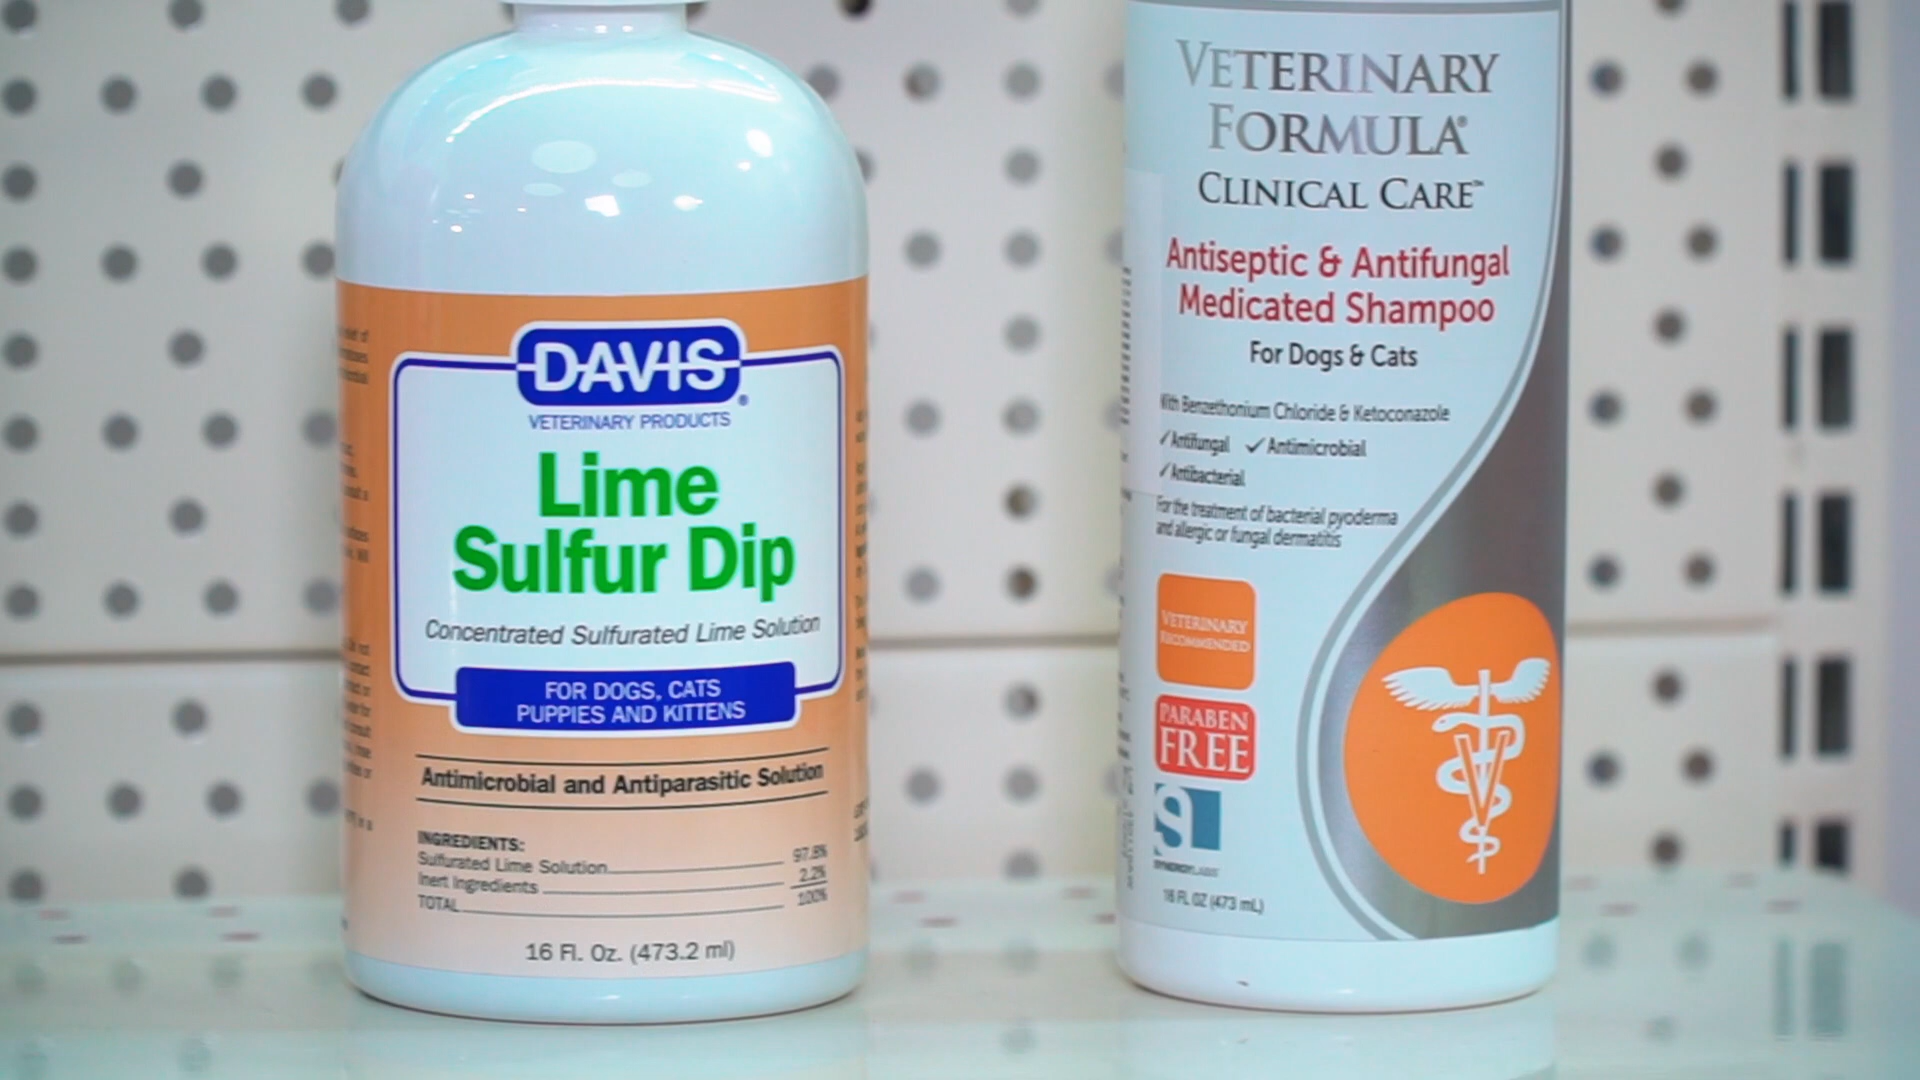 DAVIS
VETERINARY PRODUCTS
Lime
Sulfur Dip
Concentrated Sulfurated Lime Solution
FOR DOGS, CATS
PUPPIES AND KITTENS
Antimicrobial and Antiparasitic Solution
INGREDIENTS:
Sulfurated Lime Solution 97.8%
Inert Ingredients 2.2%
TOTAL 100%
16 Fl. Oz. (473.2 ml)
VETERINARY
FORMULA®
CLINICAL CARE™
Antiseptic & Antifungal
Medicated Shampoo
For Dogs & Cats
With Benzethonium Chloride & Ketoconazole
✓Antifungal ✓Antimicrobial
✓Antibacterial
For the treatment of bacterial pyoderma
and allergic or fungal dermatitis
VETERINARY
RECOMMENDED
PARABEN
FREE
SYNERGYLABS
16 FL OZ (473 mL)